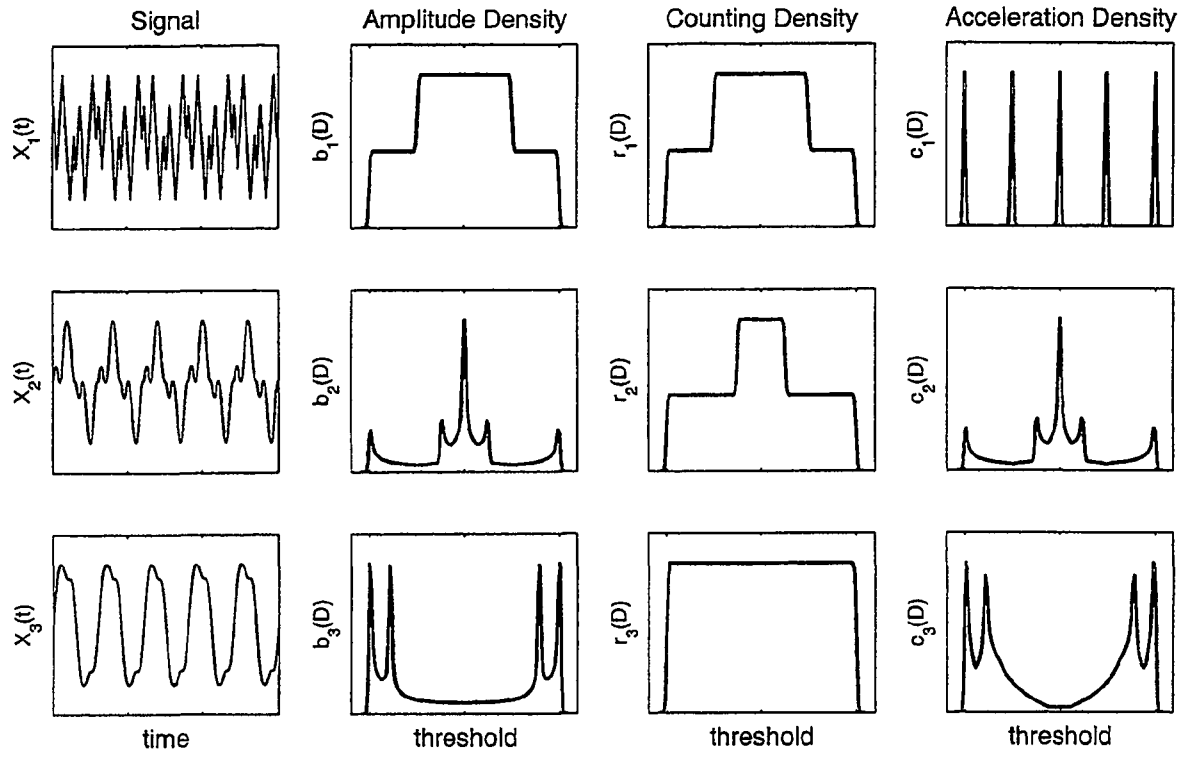 Signal
Amplitude Density
Counting Density
Acceleration Density
X1(t)
b1(D)
r1(D)
c1(D)
X2(t)
b2(D)
r2(D)
c2(D)
X3(t)
b3(D)
r3(D)
c3(D)
time
threshold
threshold
threshold